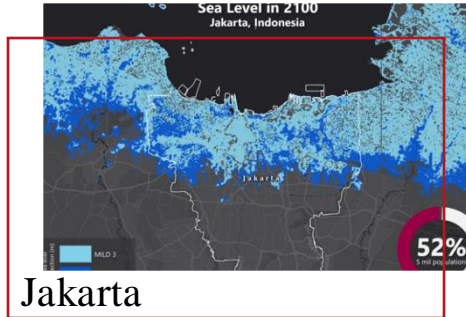 Sea Level in 2100
Jakarta, Indonesia
Jakarta
MILD 3
52%
5 mil population
Jakarta